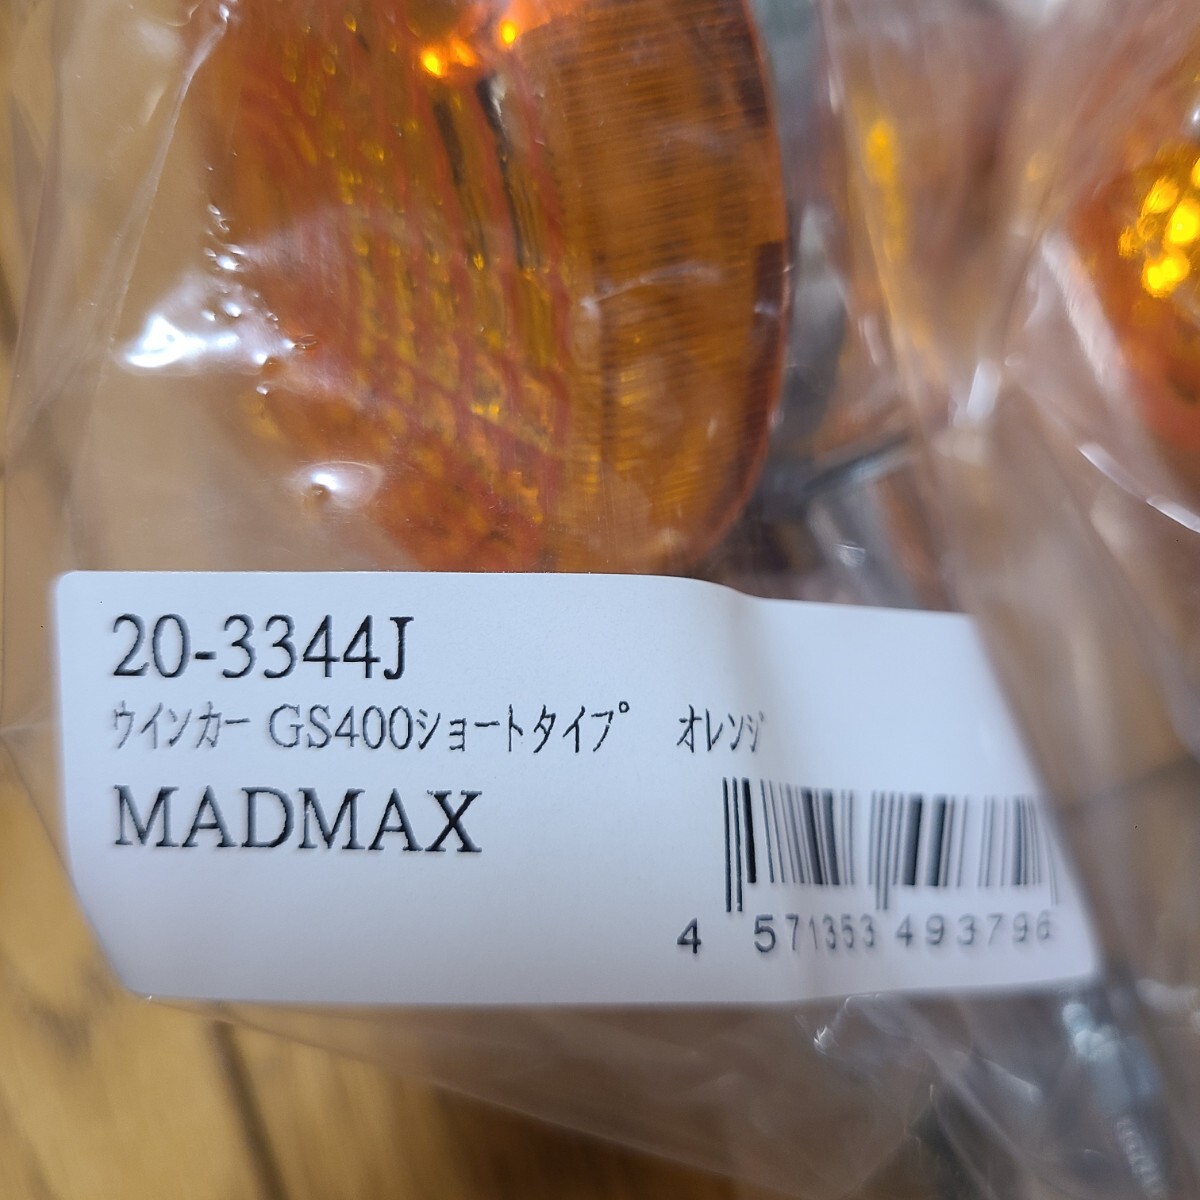 20-3344J
ｳｲﾝｶｰ GS400ｼｮｰﾄﾀｲﾌﾟ　ｵﾚﾝｼﾞ
MADMAX
4 571353 493796